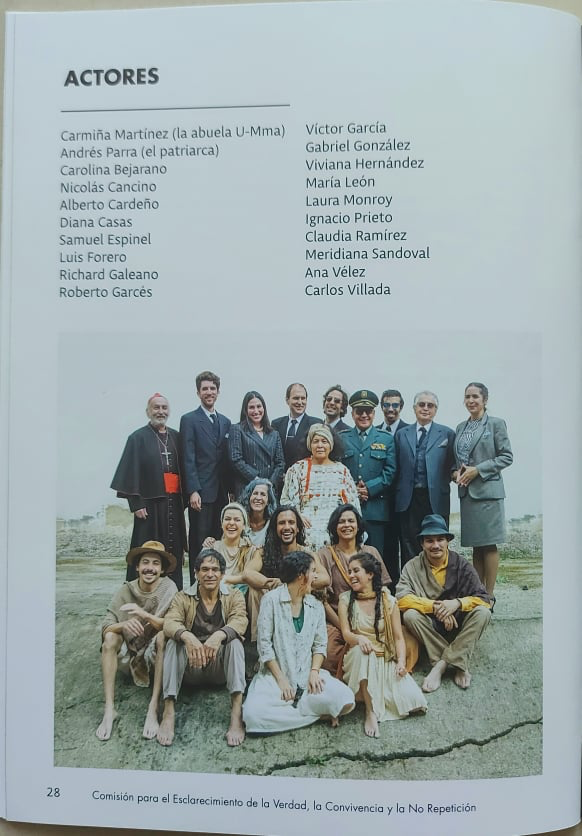 ACTORES
Carmiña Martínez (la abuela U-Mma)
Andrés Parra (el patriarca)
Carolina Bejarano
Nicolás Cancino
Alberto Cardeño
Diana Casas
Samuel Espinel
Luis Forero
Richard Galeano
Roberto Garcés
Víctor García
Gabriel González
Viviana Hernández
María León
Laura Monroy
Ignacio Prieto
Claudia Ramírez
Meridiana Sandoval
Ana Vélez
Carlos Villada
28
Comisión para el Esclarecimiento de la Verdad, la Convivencia y la No Repetición